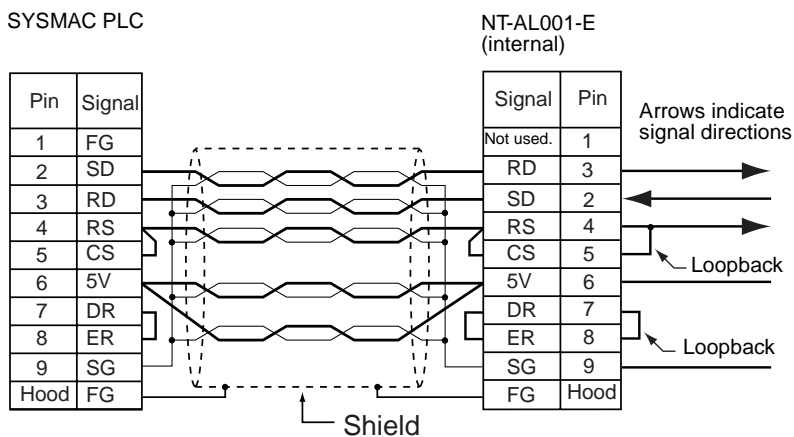 SYSMAC PLC
NT-AL001-E
(internal)
Pin Signal
1 FG
2 SD
3 RD
4 RS
5 CS
6 5V
7 DR
8 ER
9 SG
Hood FG
Signal Pin
Not used. 1
RD 3
SD 2
RS 4
CS 5
5V 6
DR 7
ER 8
SG 9
FG Hood
Arrows indicate
signal directions
Loopback
Loopback
Shield